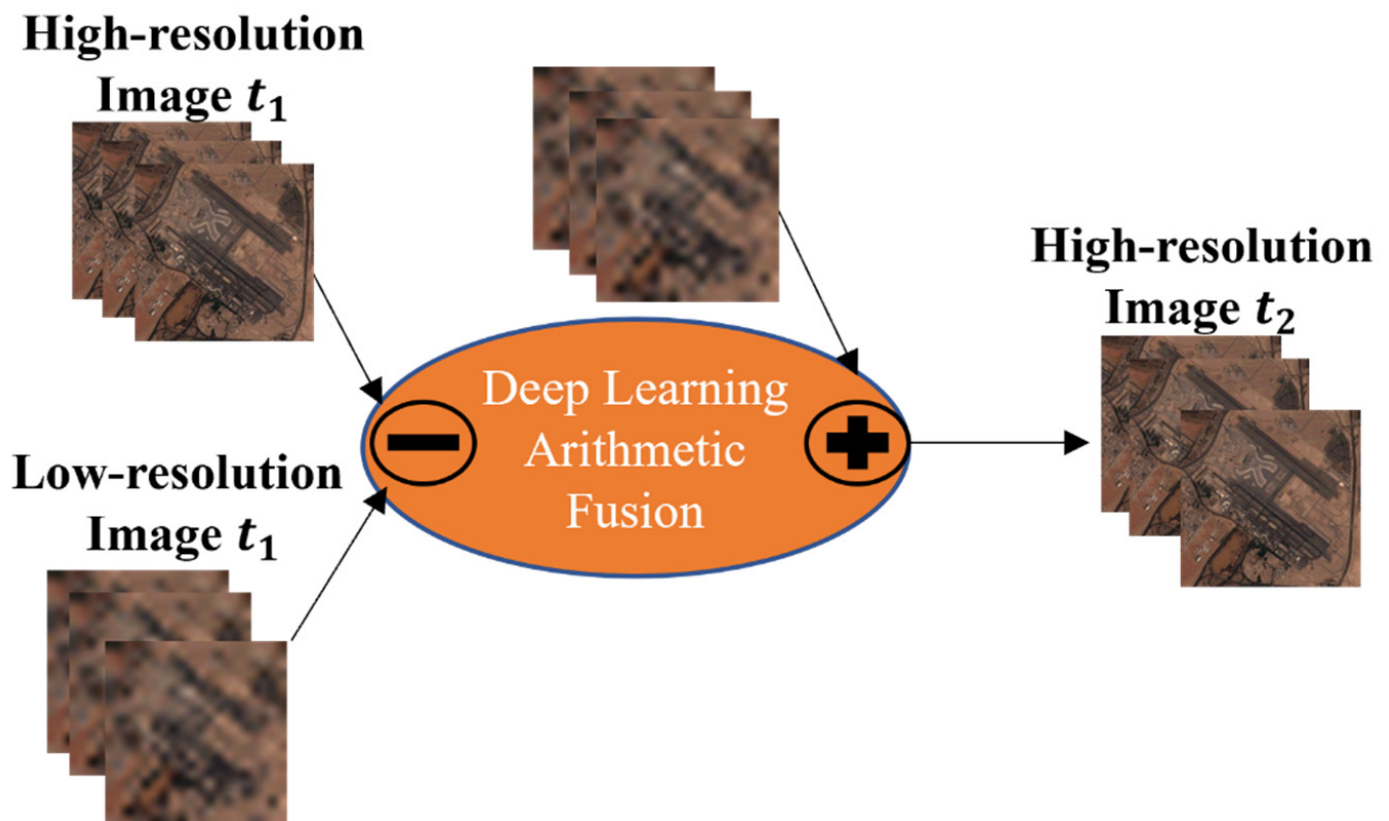 High-resolution
Image t₁
Low-resolution
Image t₁
Deep Learning
Arithmetic
Fusion
High-resolution
Image t₂